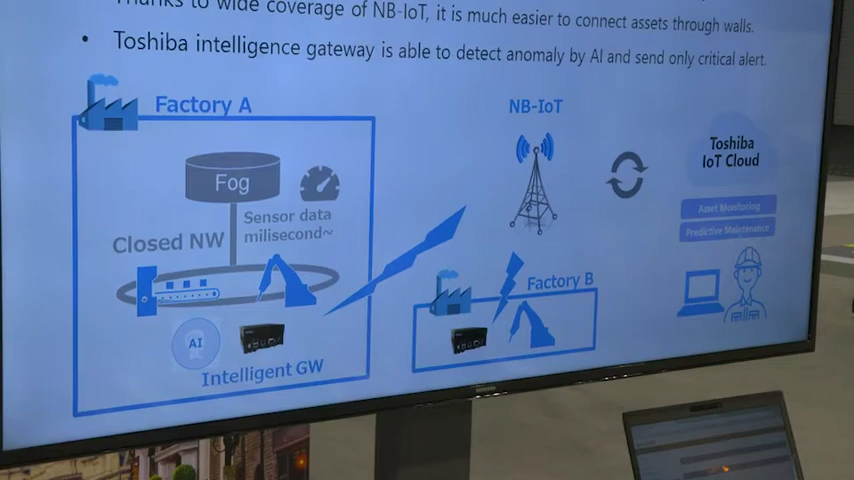 Thanks to wide coverage of NB-IoT, it is much easier to connect assets through walls.
• Toshiba intelligence gateway is able to detect anomaly by AI and send only critical alert.
Factory A
NB-IoT
Toshiba
IoT Cloud
Fog
Sensor data
milisecond~
Closed NW
Asset Monitoring
Predictive Maintenance
Factory B
AI
Intelligent GW